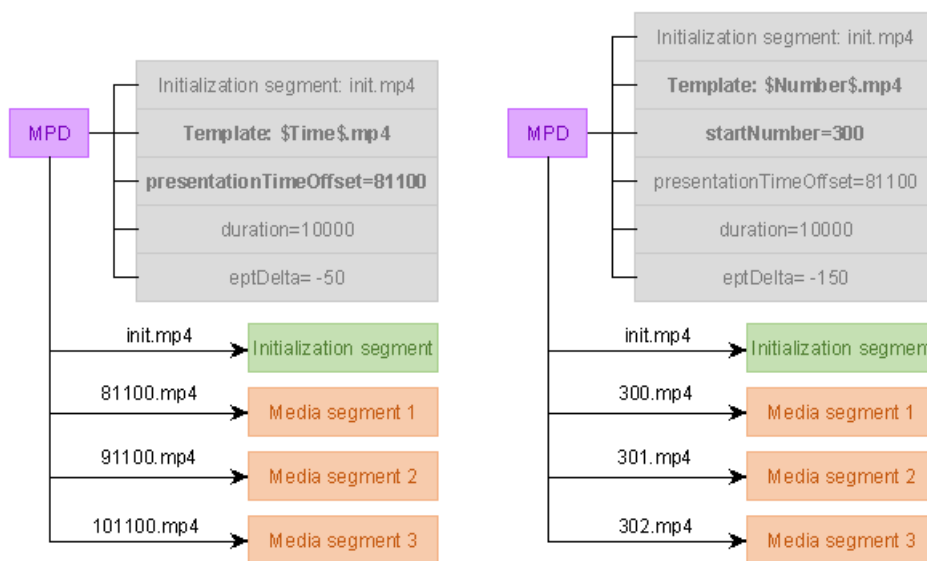 MPD
Initialization segment: init.mp4
Template: $Time$.mp4
presentationTimeOffset=81100
duration=10000
eptDelta= -50
init.mp4
Initialization segment
81100.mp4
Media segment 1
91100.mp4
Media segment 2
101100.mp4
Media segment 3
MPD
Initialization segment: init.mp4
Template: $Number$.mp4
startNumber=300
presentationTimeOffset=81100
duration=10000
eptDelta= -150
init.mp4
Initialization segment
300.mp4
Media segment 1
301.mp4
Media segment 2
302.mp4
Media segment 3